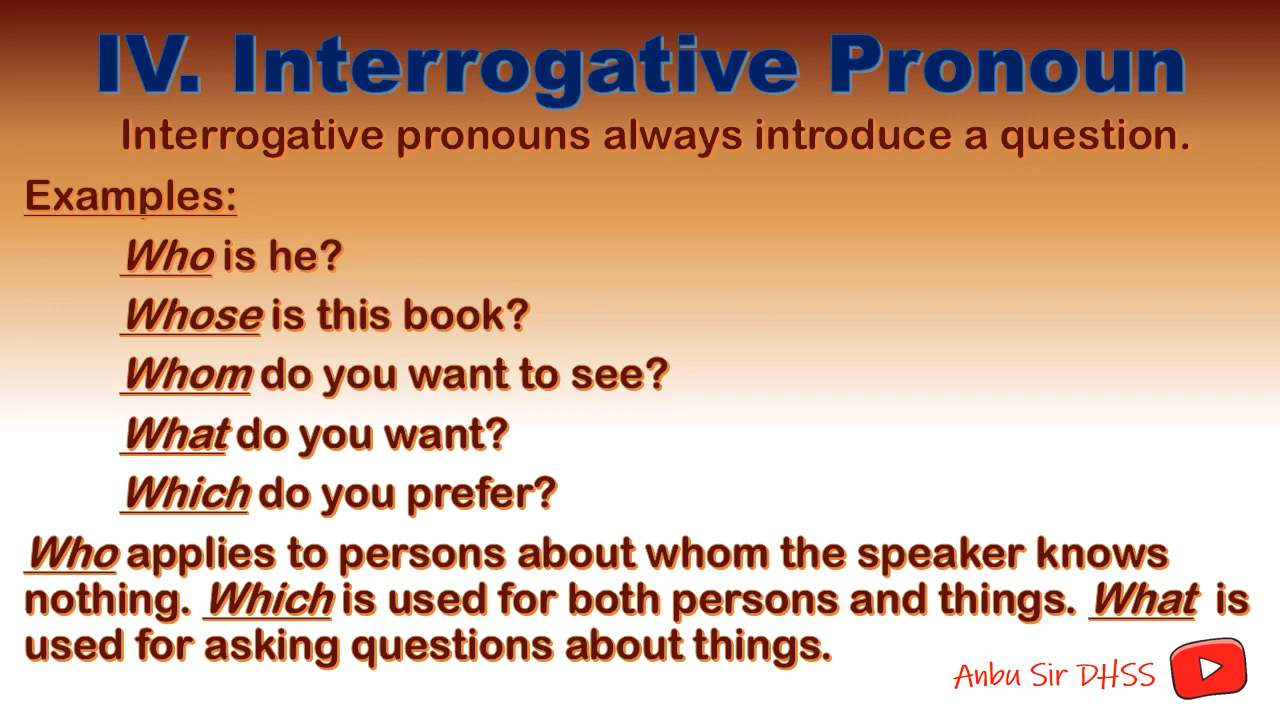 IV. Interrogative Pronoun
Interrogative pronouns always introduce a question.
Examples:
Who is he?
Whose is this book?
Whom do you want to see?
What do you want?
Which do you prefer?
Who applies to persons about whom the speaker knows
nothing. Which is used for both persons and things. What is
used for asking questions about things.
Anbu Sir DHSS